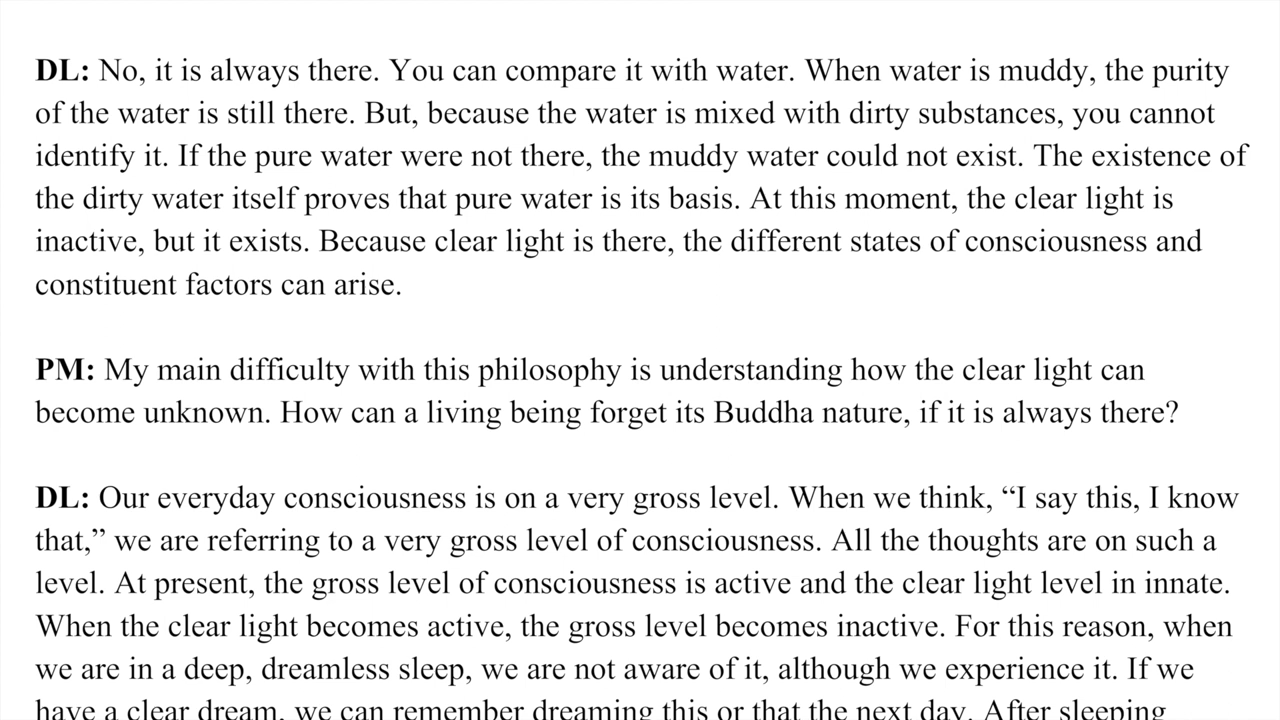 DL: No, it is always there. You can compare it with water. When water is muddy, the purity
of the water is still there. But, because the water is mixed with dirty substances, you cannot
identify it. If the pure water were not there, the muddy water could not exist. The existence of
the dirty water itself proves that pure water is its basis. At this moment, the clear light is
inactive, but it exists. Because clear light is there, the different states of consciousness and
constituent factors can arise.
PM: My main difficulty with this philosophy is understanding how the clear light can
become unknown. How can a living being forget its Buddha nature, if it is always there?
DL: Our everyday consciousness is on a very gross level. When we think, “I say this, I know
that,” we are referring to a very gross level of consciousness. All the thoughts are on such a
level. At present, the gross level of consciousness is active and the clear light level in innate.
When the clear light becomes active, the gross level becomes inactive. For this reason, when
we are in a deep, dreamless sleep, we are not aware of it, although we experience it. If we
have a clear dream, we can remember dreaming this or that the next day. After sleeping